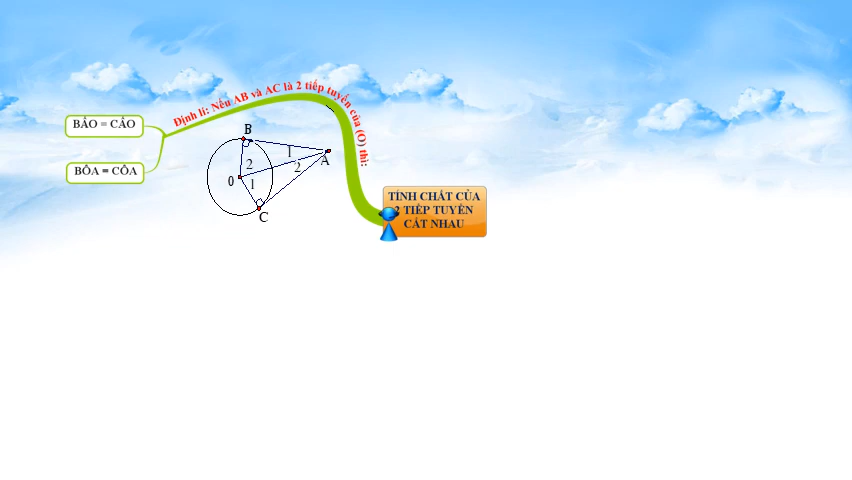 Định lí: Nếu AB và AC là 2 tiếp tuyến của (O) thì:
BÂO = CÂO
BÔA = CÔA
B
1
A
2
2
0
1
C
TÍNH CHẤT CỦA
2 TIẾP TUYẾN
CẮT NHAU